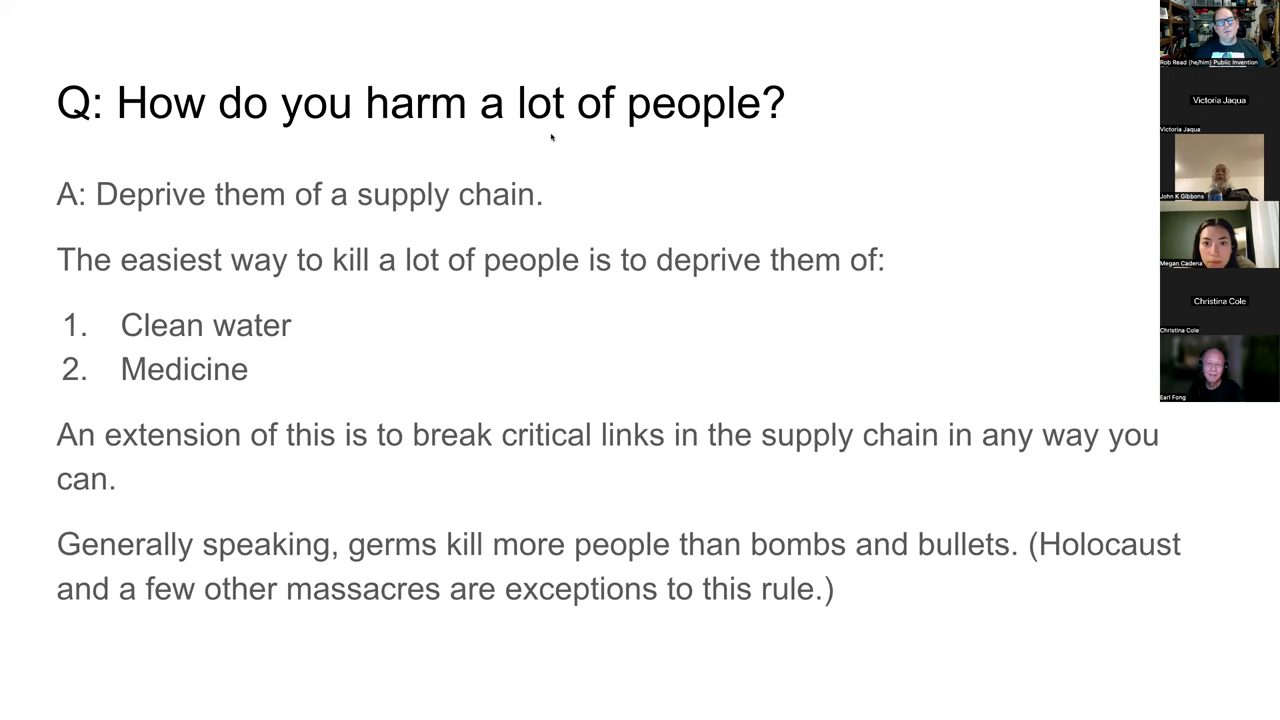 Q: How do you harm a lot of people?
A: Deprive them of a supply chain.
The easiest way to kill a lot of people is to deprive them of:
1. Clean water
2. Medicine
An extension of this is to break critical links in the supply chain in any way you
can.
Generally speaking, germs kill more people than bombs and bullets. (Holocaust
and a few other massacres are exceptions to this rule.)
Rob Read (he/him) Public Invention
Victoria Jaqua
Victoria Jaqua
John K Gibbons
Megan Cadena
Christina Cole
Christina Cole
Earl Fong